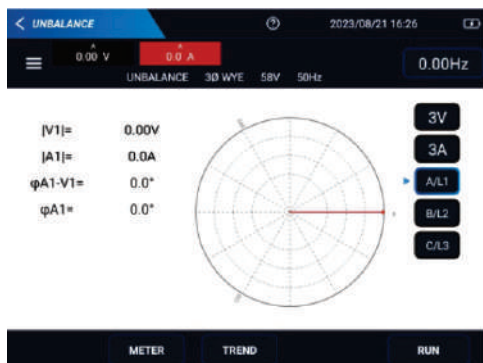 UNBALANCE 2023/08/21 16:26
A A
0.00 V 0.0 A 0.00Hz
UNBALANCE 3Ø WYE 58V 50Hz
|V1|= 0.00V
|A1|= 0.0A
φA1-V1= 0.0°
φA1= 0.0°
3V
3A
A/L1
B/L2
C/L3
METER TREND RUN